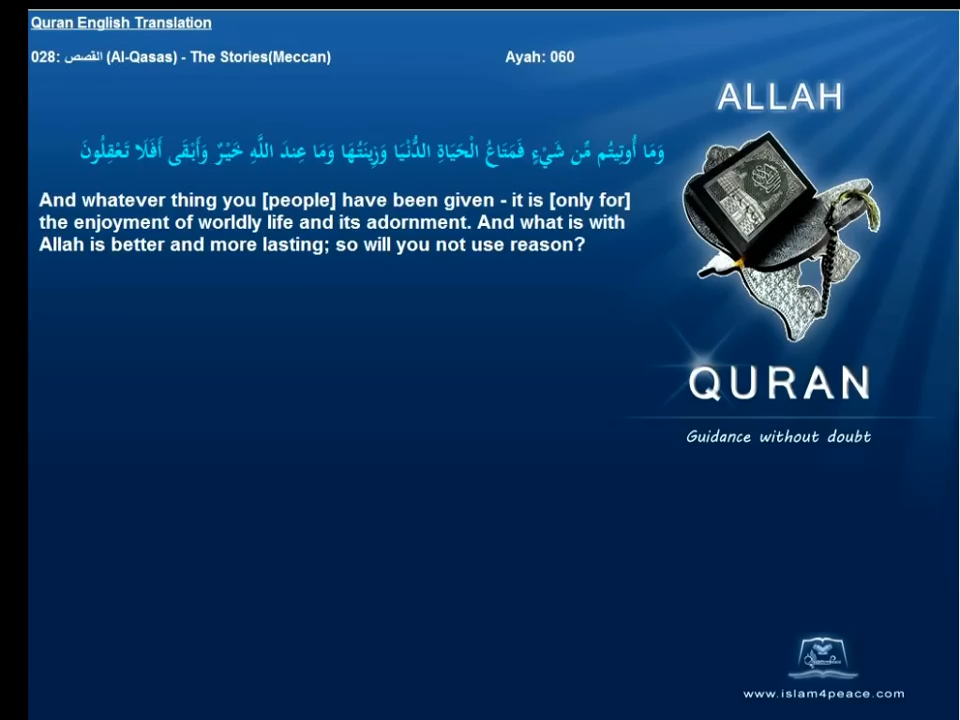 Quran English Translation
028: القصص (Al-Qasas) - The Stories(Meccan) Ayah: 060
ALLAH
وَمَا أُوتِيتُم مِّن شَيْءٍ فَمَتَاعُ الْحَيَاةِ الدُّنْيَا وَزِينَتُهَا وَمَا عِندَ اللَّهِ خَيْرٌ وَأَبْقَى أَفَلَا تَعْقِلُونَ
And whatever thing you [people] have been given - it is [only for]
the enjoyment of worldly life and its adornment. And what is with
Allah is better and more lasting; so will you not use reason?
QURAN
Guidance without doubt
www.islam4peace.com